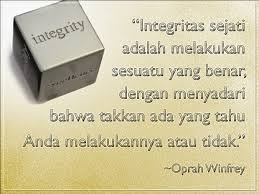 integrity
“Integritas sejati
adalah melakukan
sesuatu yang benar,
dengan menyadari
bahwa takkan ada yang tahu
Anda melakukannya atau tidak.”
~Oprah Winfrey